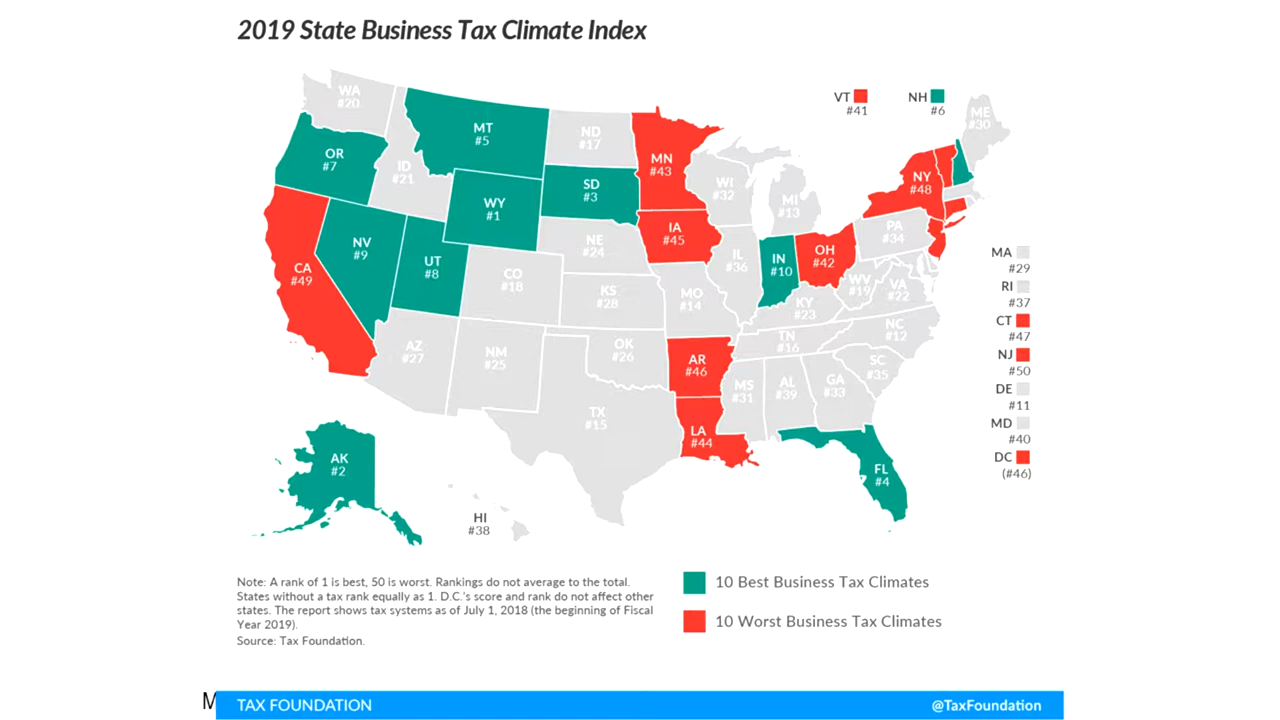 2019 State Business Tax Climate Index
WA
#20
MT
#5
ND
#17
MN
#43
VT
#41
NH
#6
ME
#30
OR
#7
ID
#21
SD
#3
WI
#32
NY
#48
WY
#1
MI
#13
CA
#49
NV
#9
UT
#8
NE
#24
IA
#45
IL
#36
IN
#10
OH
#42
PA
#34
CO
#18
KS
#28
MO
#14
KY
#23
WV
#19
VA
#22
MA
#29
RI
#37
CT
#47
NJ
#50
DE
#11
MD
#40
DC
(#46)
AZ
#27
NM
#25
OK
#26
AR
#46
TN
#16
NC
#12
SC
#35
TX
#15
LA
#44
MS
#31
AL
#39
GA
#33
FL
#4
AK
#2
HI
#38
Note: A rank of 1 is best, 50 is worst. Rankings do not average to the total.
States without a tax rank equally as 1. D.C.'s score and rank do not affect other
states. The report shows tax systems as of July 1, 2018 (the beginning of Fiscal
Year 2019).
Source: Tax Foundation.
10 Best Business Tax Climates
10 Worst Business Tax Climates
M
TAX FOUNDATION
@TaxFoundation